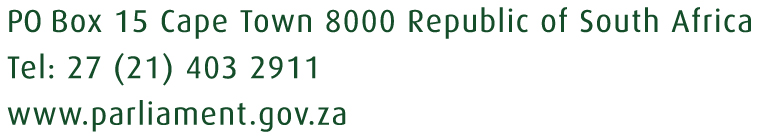 PO Box 15 Cape Town 8000 Republic of South Africa
Tel: 27 (21) 403 2911
www.parliament.gov.za